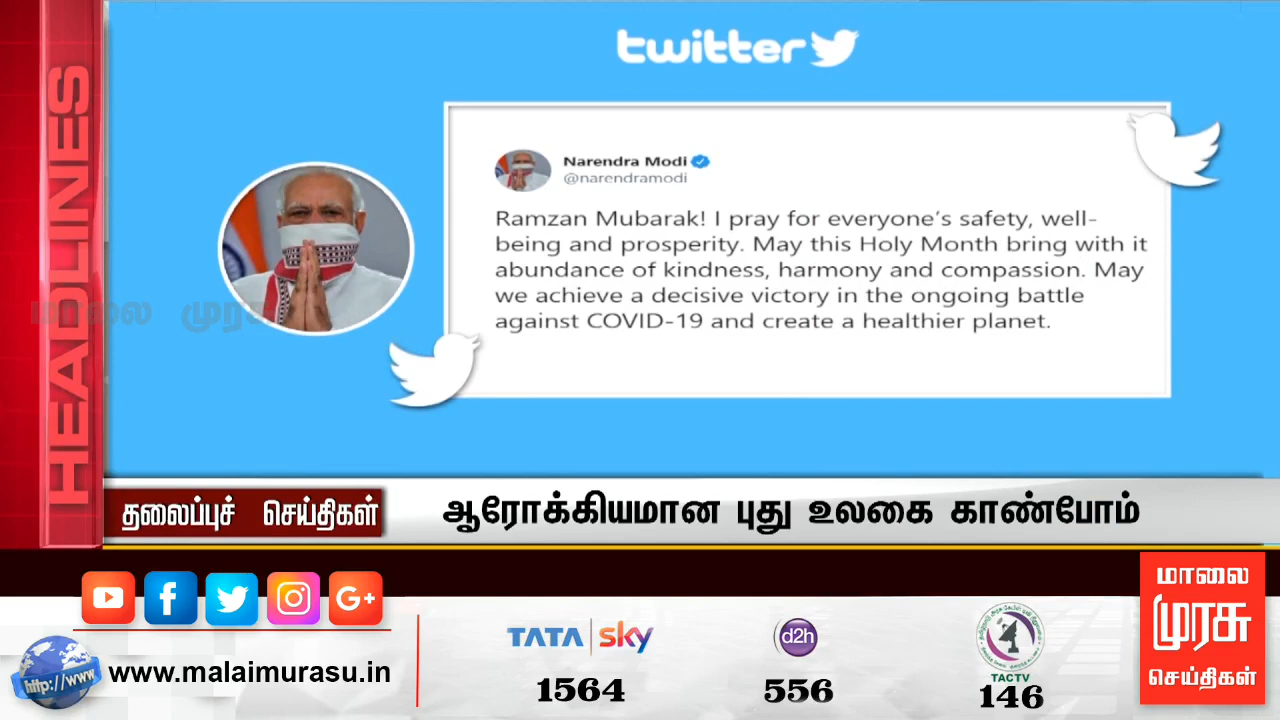 HEADLINES
twitter
Narendra Modi
@narendramodi
Ramzan Mubarak! I pray for everyone's safety, well-
being and prosperity. May this Holy Month bring with it
abundance of kindness, harmony and compassion. May
we achieve a decisive victory in the ongoing battle
against COVID-19 and create a healthier planet.
மாலை முரசு
தலைப்புச் செய்திகள்
ஆரோக்கியமான புது உலகை காண்போம்
G+
http://www
www.malaimurasu.in
TATA sky
1564
d2h
556
TACTV
146
மாலை
முரசு
செய்திகள்